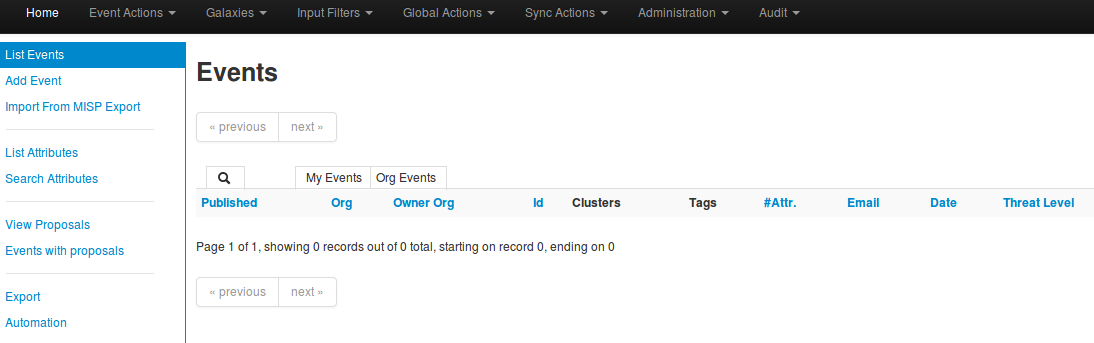 Home Event Actions Galaxies Input Filters Global Actions Sync Actions Administration Audit
List Events
Add Event
Import From MISP Export
List Attributes
Search Attributes
View Proposals
Events with proposals
Export
Automation
Events
« previous next »
My Events Org Events
Published Org Owner Org Id Clusters Tags #Attr. Email Date Threat Level
Page 1 of 1, showing 0 records out of 0 total, starting on record 0, ending on 0
« previous next »